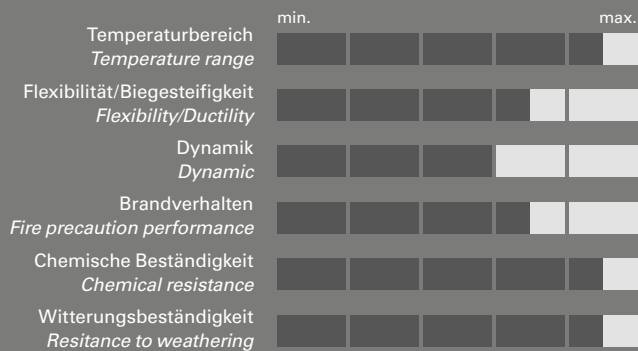 min. max.
Temperaturbereich
Temperature range
Flexibilität/Biegesteifigkeit
Flexibility/Ductility
Dynamik
Dynamic
Brandverhalten
Fire precaution performance
Chemische Beständigkeit
Chemical resistance
Witterungsbeständigkeit
Resitance to weathering